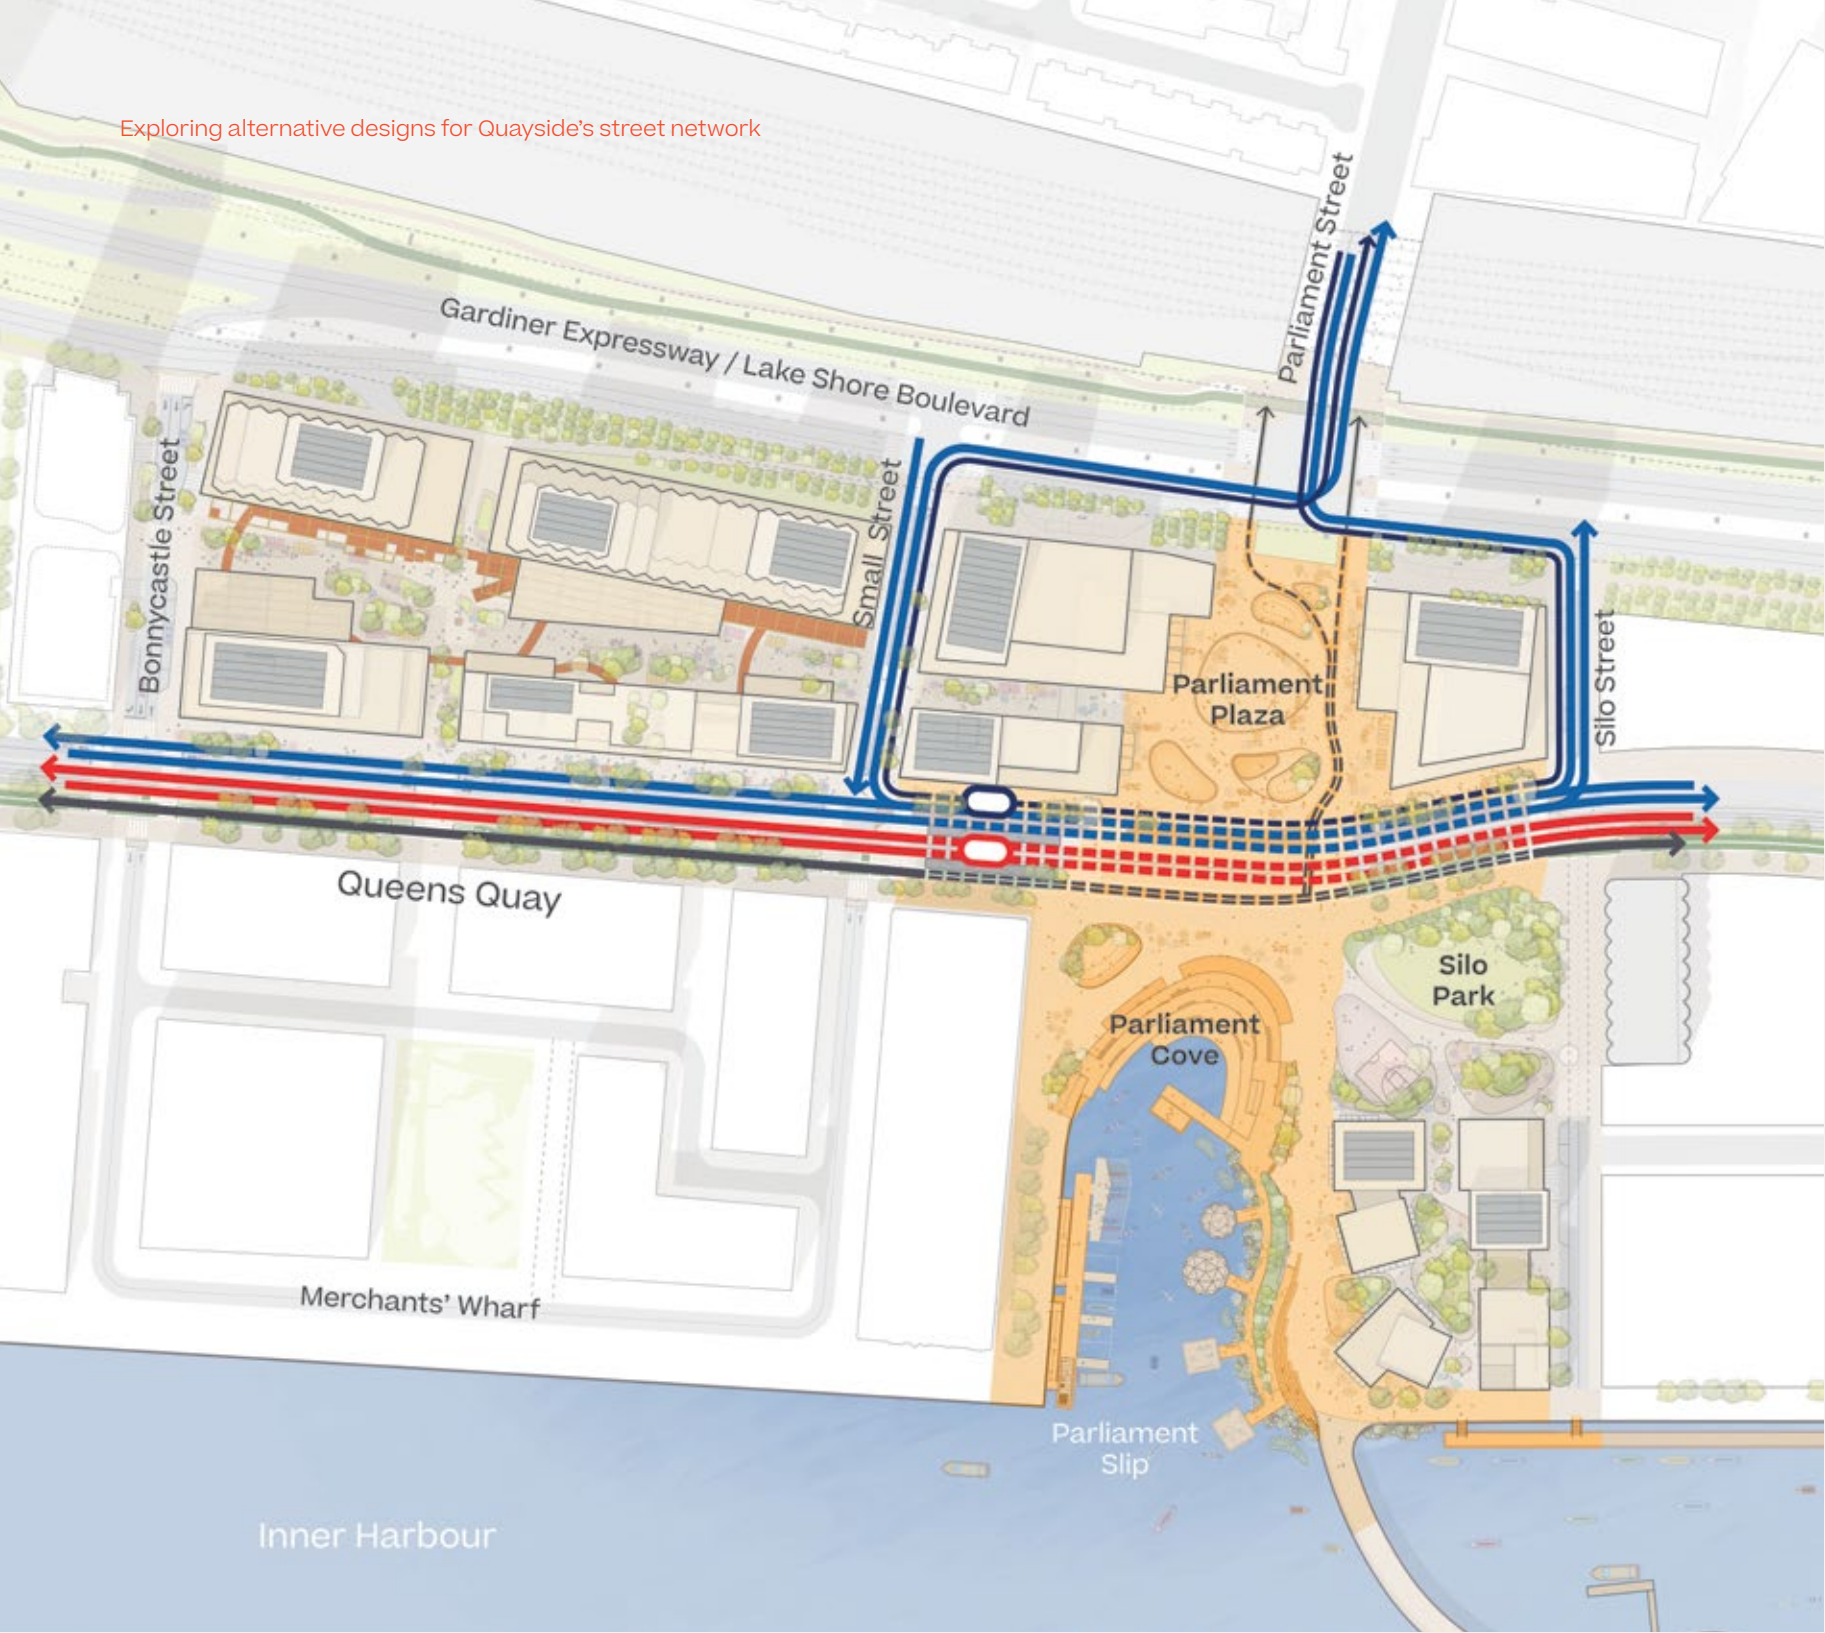 Exploring alternative designs for Quayside's street network
Parliament Street
Gardiner Expressway / Lake Shore Boulevard
Bonnycastle Street
Small Street
Silo Street
Parliament
Plaza
Queens Quay
Silo
Park
Parliament
Cove
Merchants' Wharf
Parliament
Slip
Inner Harbour